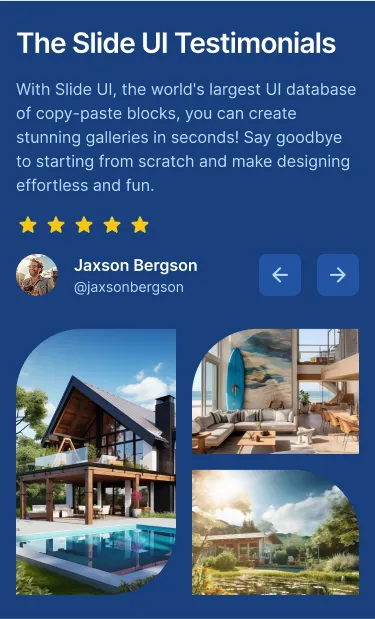 The Slide UI Testimonials
With Slide UI, the world's largest UI database
of copy-paste blocks, you can create
stunning galleries in seconds! Say goodbye
to starting from scratch and make designing
effortless and fun.
Jaxson Bergson
@jaxsonbergson